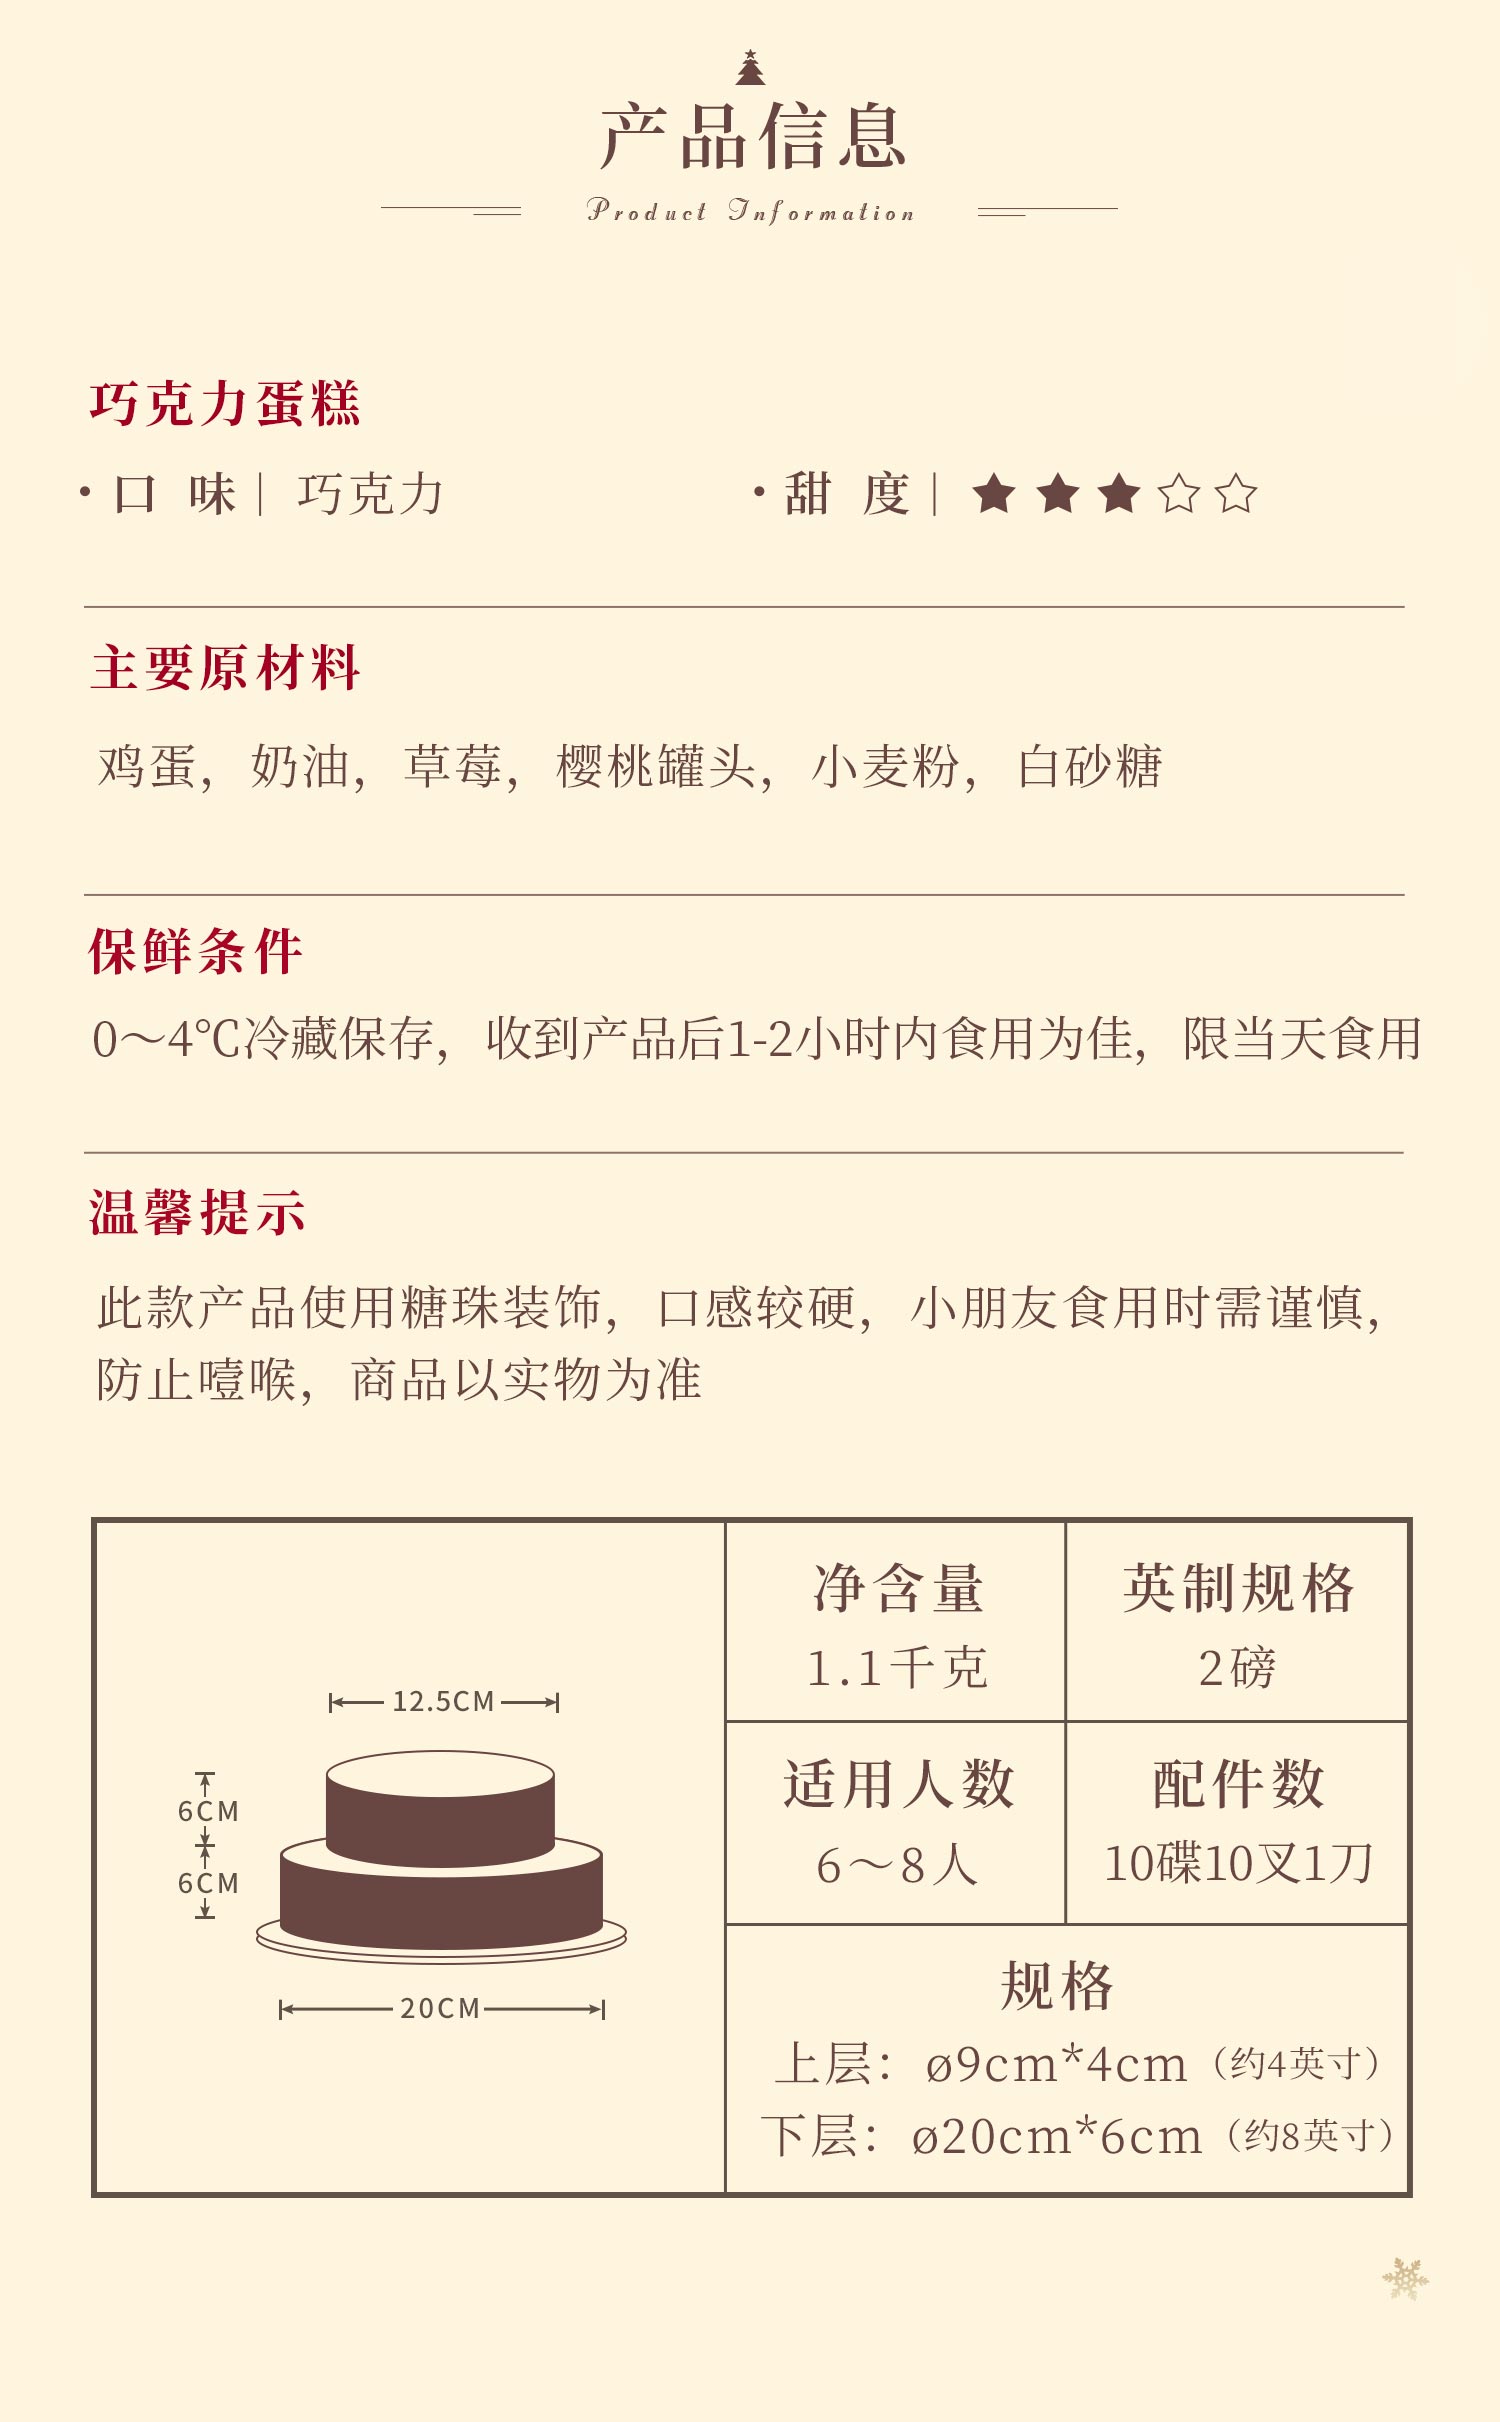 产品信息
Product Information
巧克力蛋糕
·口 味| 巧克力
·甜 度| ★★★☆☆
主要原材料
鸡蛋，奶油，草莓，樱桃罐头，小麦粉，白砂糖
保鲜条件
0～4℃冷藏保存，收到产品后1-2小时内食用为佳，限当天食用
温馨提示
此款产品使用糖珠装饰，口感较硬，小朋友食用时需谨慎，
防止噎喉，商品以实物为准
12.5CM
6CM
6CM
20CM
净含量
1.1千克
英制规格
2磅
适用人数
6～8人
配件数
10碟10叉1刀
规格
上层：ø9cm*4cm（约4英寸）
下层：ø20cm*6cm（约8英寸）